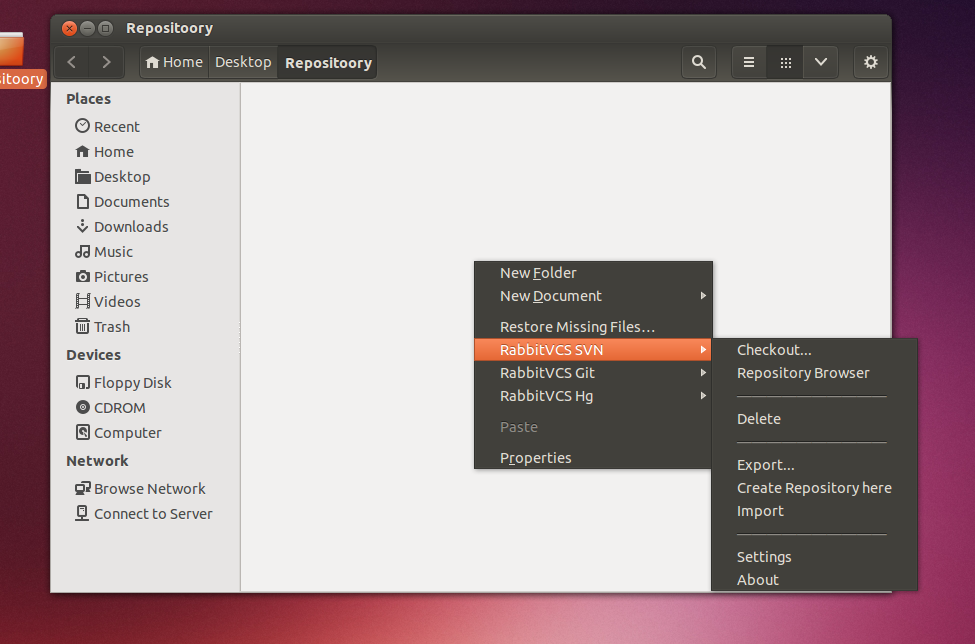 Repositoory
Home
Desktop
Repositoory
sitoory
Places
Recent
Home
Desktop
Documents
Downloads
Music
Pictures
Videos
Trash
Devices
Floppy Disk
CDROM
Computer
Network
Browse Network
Connect to Server
New Folder
New Document
Restore Missing Files...
RabbitVCS SVN
RabbitVCS Git
RabbitVCS Hg
Paste
Properties
Checkout...
Repository Browser
Delete
Export...
Create Repository here
Import
Settings
About